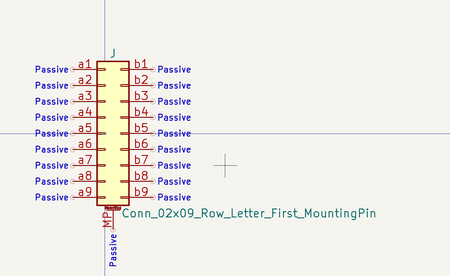 J
Passive a1 b1 Passive
Passive a2 b2 Passive
Passive a3 b3 Passive
Passive a4 b4 Passive
Passive a5 b5 Passive
Passive a6 b6 Passive
Passive a7 b7 Passive
Passive a8 b8 Passive
Passive a9 b9 Passive
MP Conn_02x09_Row_Letter_First_MountingPin
Passive